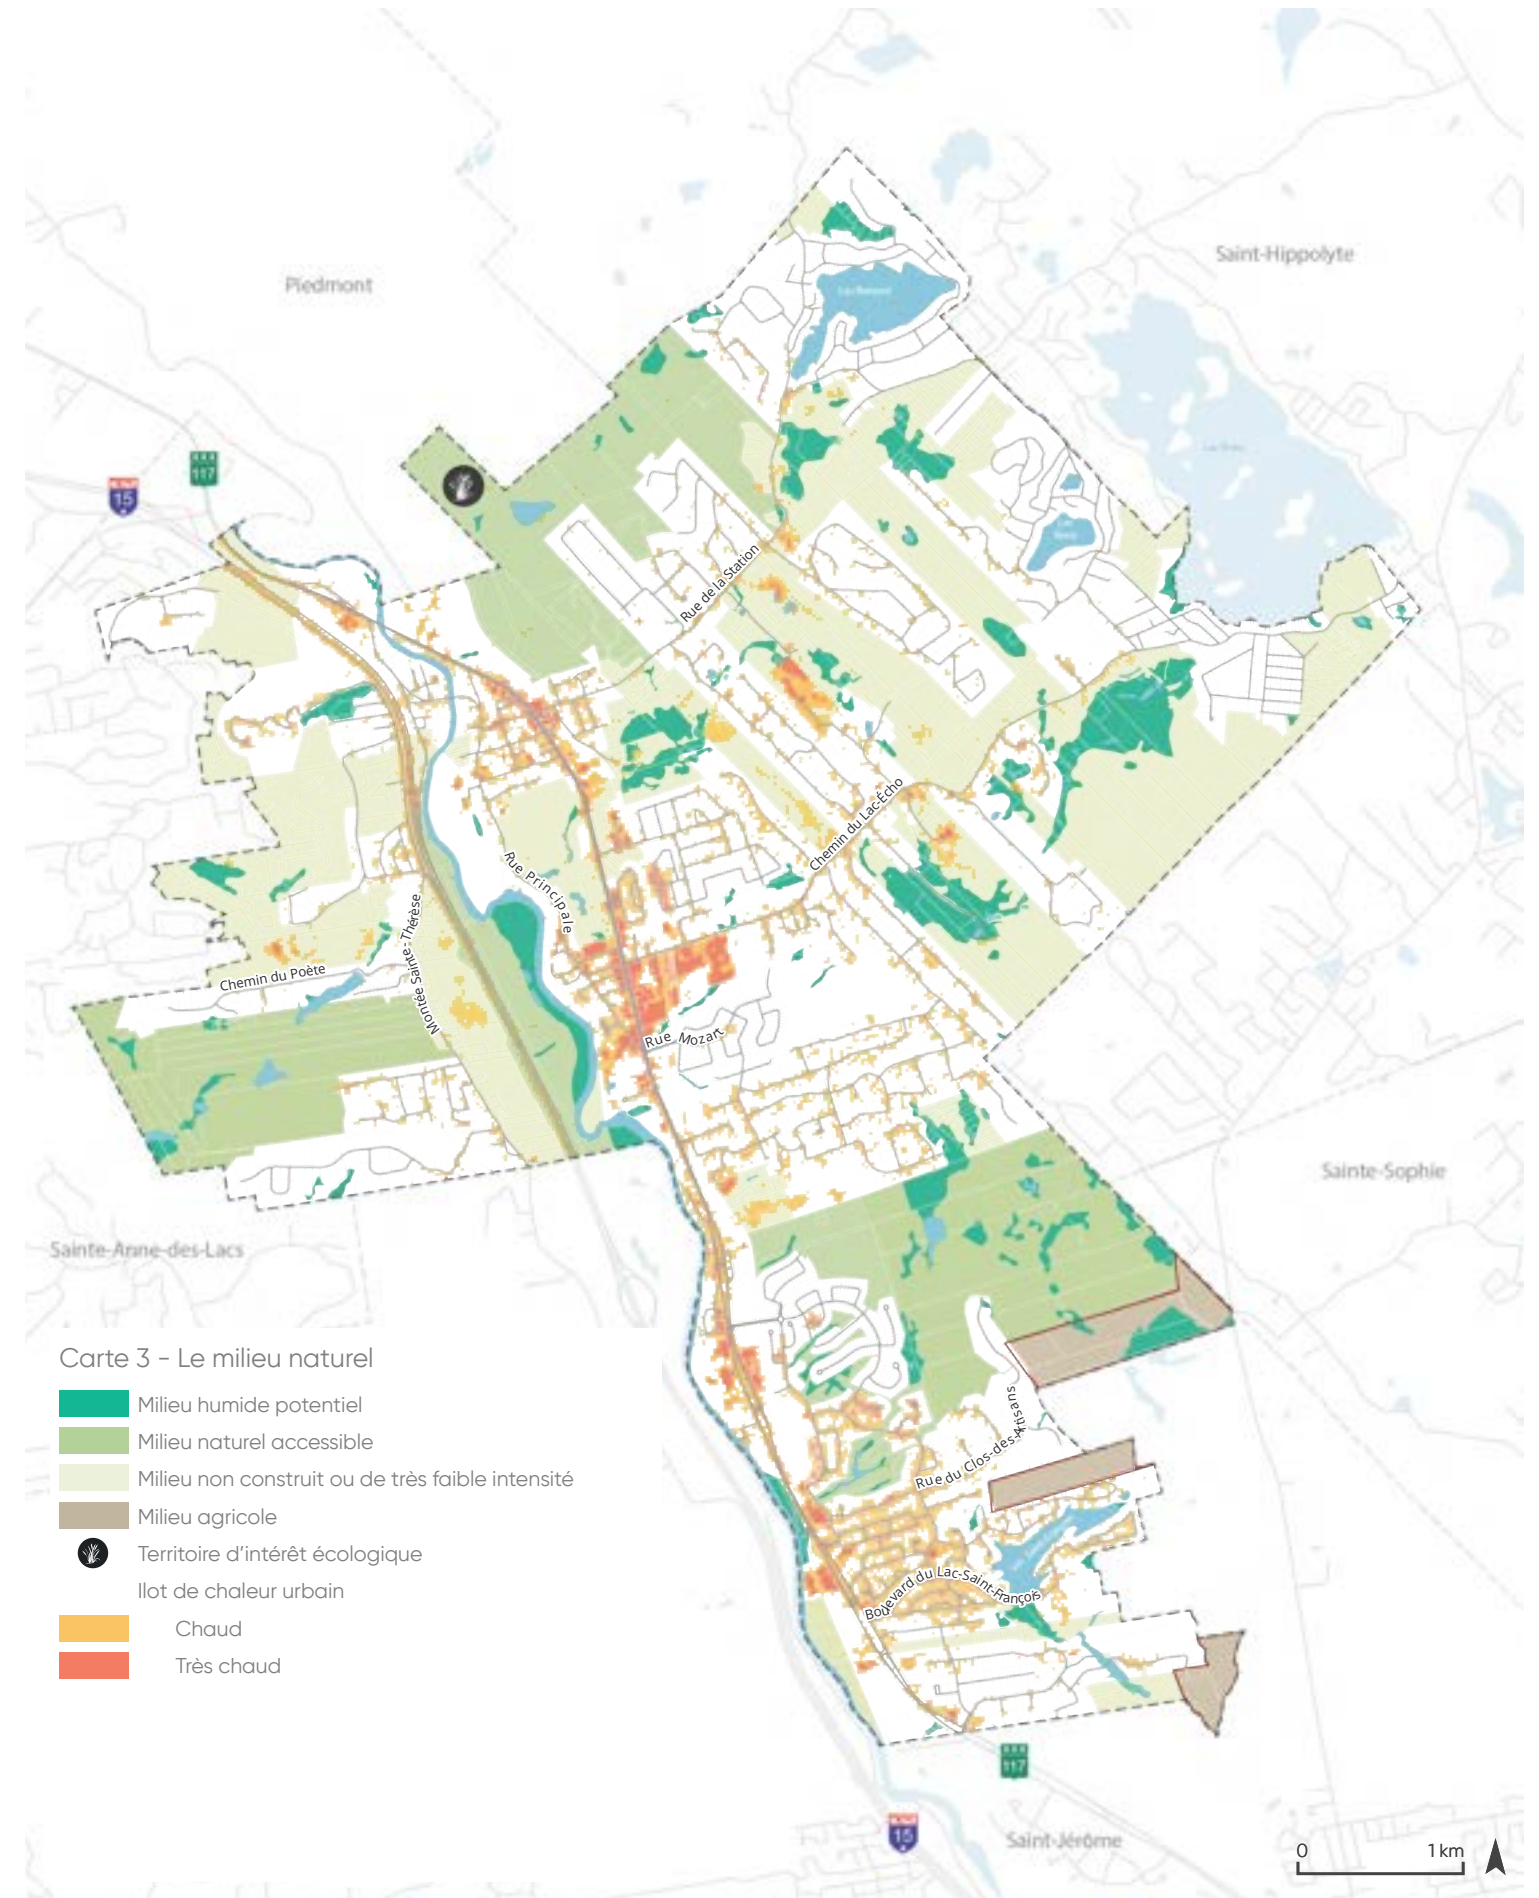 Saint-Hippolyte
Piedmont
117
15
Rue de la Station
Chemin du Lac-Écho
Rue Principale
Montée Sainte-Thérèse
Chemin du Poète
Rue Mozart
Sainte-Sophie
Sainte-Anne-des-Lacs
Carte 3 - Le milieu naturel
Milieu humide potentiel
Milieu naturel accessible
Milieu non construit ou de très faible intensité
Milieu agricole
Territoire d'intérêt écologique
Ilot de chaleur urbain
Chaud
Très chaud
Rue du Clos-des-Artisans
Boulevard du Lac-Saint-François
117
15
Saint-Jérôme
0 1 km